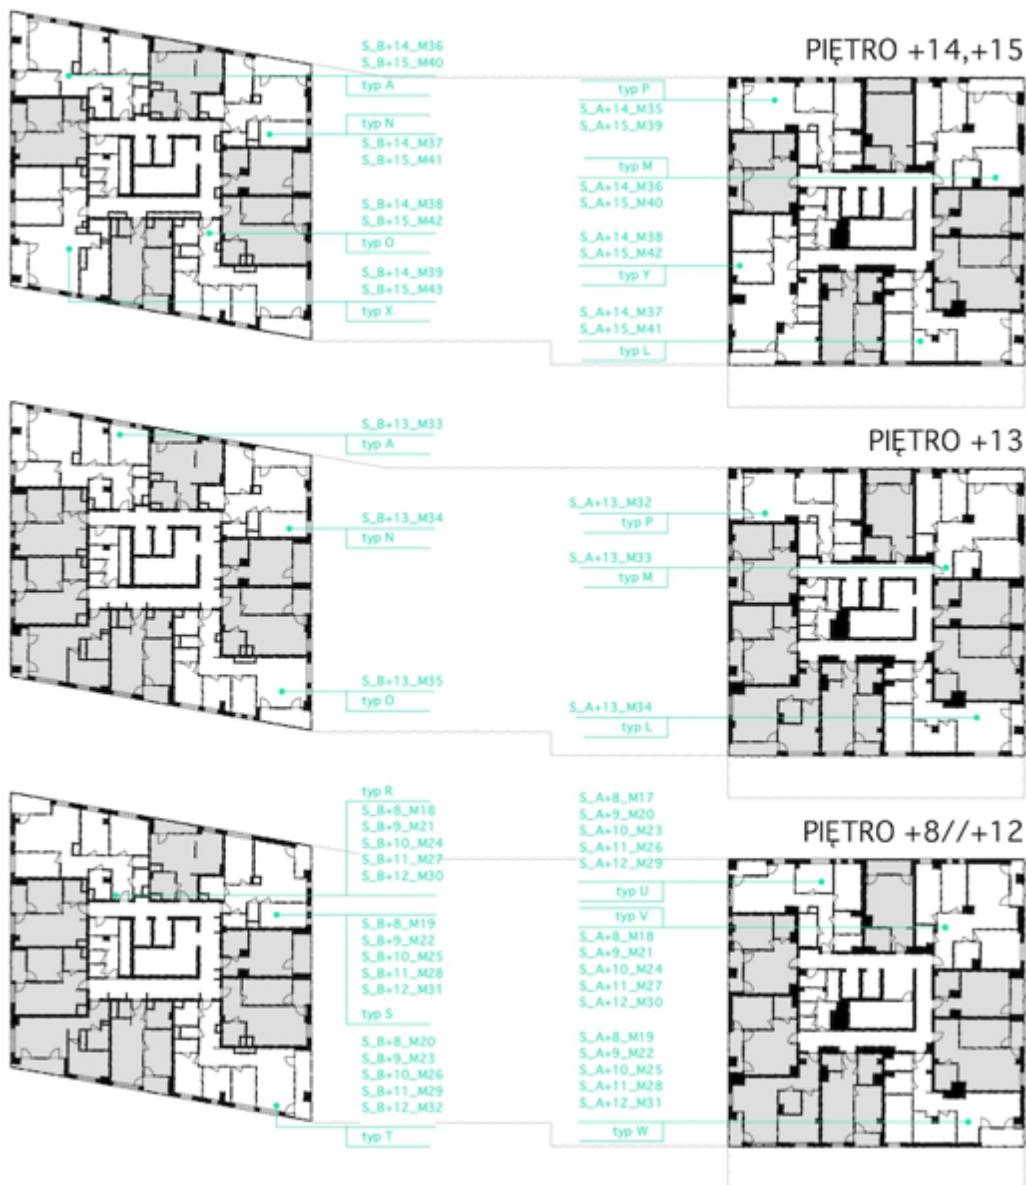 PIĘTRO +14,+15
S_B+14_M36
S_B+15_M40
typ A
typ N
S_B+14_M37
S_B+15_M41
S_B+14_M38
S_B+15_M42
typ O
S_B+14_M39
S_B+15_M43
typ X
typ P
S_A+14_M35
S_A+15_M39
typ M
S_A+14_M36
S_A+15_M40
S_A+14_M38
S_A+15_M42
typ Y
S_A+14_M37
S_A+15_M41
typ L
PIĘTRO +13
S_B+13_M33
typ A
S_B+13_M34
typ N
S_B+13_M35
typ O
S_A+13_M32
typ P
S_A+13_M33
typ M
S_A+13_M34
typ L
PIĘTRO +8//+12
typ R
S_B+8_M18
S_B+9_M21
S_B+10_M24
S_B+11_M27
S_B+12_M30
S_B+8_M19
S_B+9_M22
S_B+10_M25
S_B+11_M28
S_B+12_M31
typ S
S_B+8_M20
S_B+9_M23
S_B+10_M26
S_B+11_M29
S_B+12_M32
typ T
S_A+8_M17
S_A+9_M20
S_A+10_M23
S_A+11_M26
S_A+12_M29
typ U
typ V
S_A+8_M18
S_A+9_M21
S_A+10_M24
S_A+11_M27
S_A+12_M30
S_A+8_M19
S_A+9_M22
S_A+10_M25
S_A+11_M28
S_A+12_M31
typ W